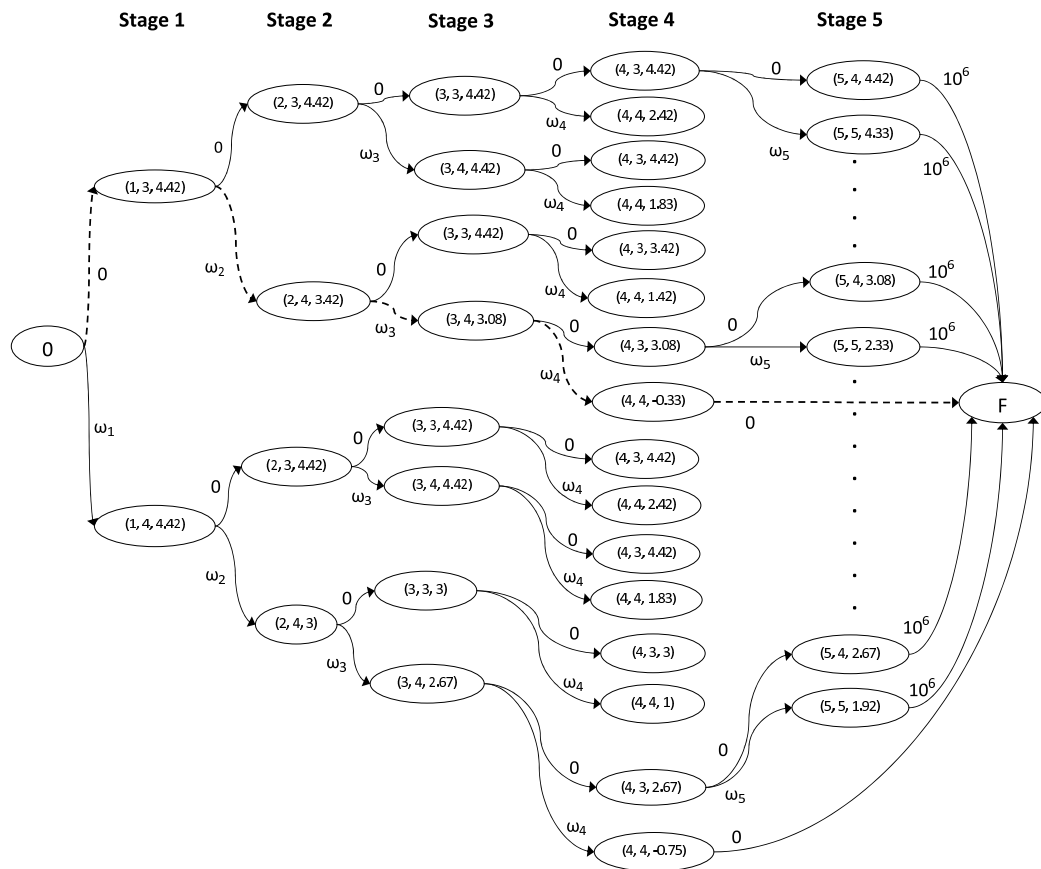 Stage 1
Stage 2
Stage 3
Stage 4
Stage 5
0
0
ω₁
(1, 3, 4.42)
(1, 4, 4.42)
0
ω₂
0
ω₂
(2, 3, 4.42)
(2, 4, 3.42)
(2, 3, 4.42)
(2, 4, 3)
0
ω₃
0
ω₃
0
ω₃
0
ω₃
(3, 3, 4.42)
(3, 4, 4.42)
(3, 3, 4.42)
(3, 4, 3.08)
(3, 3, 4.42)
(3, 4, 4.42)
(3, 3, 3)
(3, 4, 2.67)
0
ω₄
0
ω₄
0
ω₄
0
ω₄
0
ω₄
0
ω₄
0
ω₄
0
ω₄
(4, 3, 4.42)
(4, 4, 2.42)
(4, 3, 4.42)
(4, 4, 1.83)
(4, 3, 3.42)
(4, 4, 1.42)
(4, 3, 3.08)
(4, 4, -0.33)
(4, 3, 4.42)
(4, 4, 2.42)
(4, 3, 4.42)
(4, 4, 1.83)
(4, 3, 3)
(4, 4, 1)
(4, 3, 2.67)
(4, 4, -0.75)
0
ω₅
0
ω₅
0
0
ω₅
0
(5, 4, 4.42)
(5, 5, 4.33)
(5, 4, 3.08)
(5, 5, 2.33)
(5, 4, 2.67)
(5, 5, 1.92)
10⁶
10⁶
10⁶
10⁶
10⁶
10⁶
F